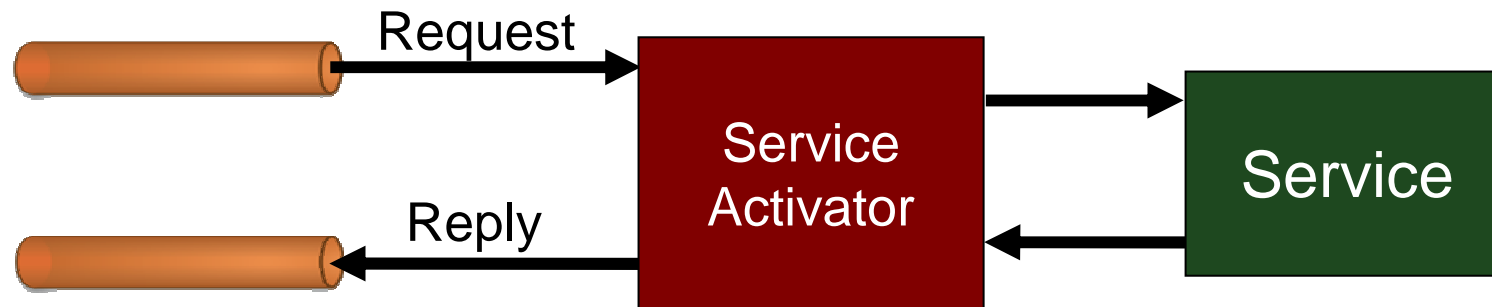 Request
Service
Activator
Service
Reply